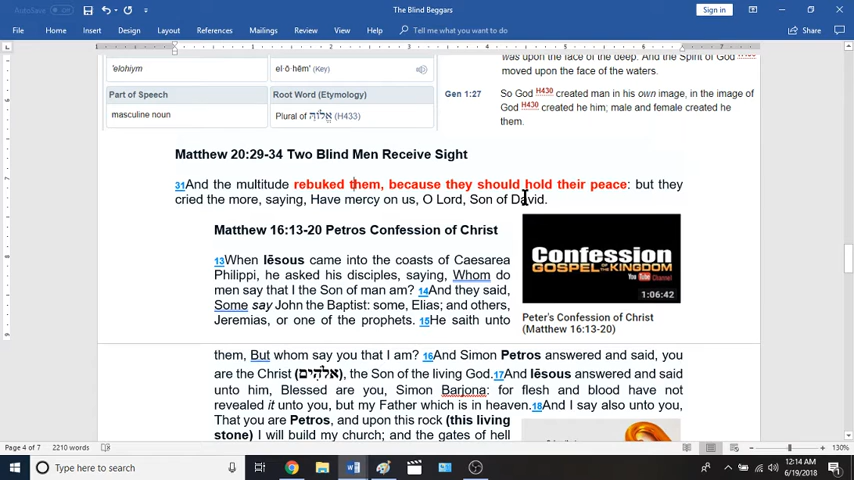 AutoSave Off
The Blind Beggars
Sign in
File Home Insert Draw Design Layout References Mailings Review View Help Tell me what you want to do Share
'elohiym
el·ō·hēm' (Key)
Part of Speech
Root Word (Etymology)
masculine noun
Plural of אֱלוֹהַּ (H433)
was upon the face of the deep. And the Spirit of God H430
moved upon the face of the waters.
Gen 1:27
So God H430 created man in his own image, in the image of
God H430 created he him; male and female created he
them.
Matthew 20:29-34 Two Blind Men Receive Sight
31And the multitude rebuked them, because they should hold their peace: but they
cried the more, saying, Have mercy on us, O Lord, Son of David.
Matthew 16:13-20 Petros Confession of Christ
13When Iēsous came into the coasts of Caesarea
Philippi, he asked his disciples, saying, Whom do
men say that I the Son of man am? 14And they said,
Some say John the Baptist: some, Elias; and others,
Jeremias, or one of the prophets. 15He saith unto
Confession
GOSPEL OF THE KINGDOM
You Tube Channel
1:06:42
Peter's Confession of Christ
(Matthew 16:13-20)
them, But whom say you that I am? 16And Simon Petros answered and said, you
are the Christ (אלהים), the Son of the living God.17And Iēsous answered and said
unto him, Blessed are you, Simon Barjona: for flesh and blood have not
revealed it unto you, but my Father which is in heaven.18And I say also unto you,
That you are Petros, and upon this rock (this living
stone) I will build my church; and the gates of hell
Page 4 of 7 2210 words
130%
Type here to search
12:14 AM
6/19/2018